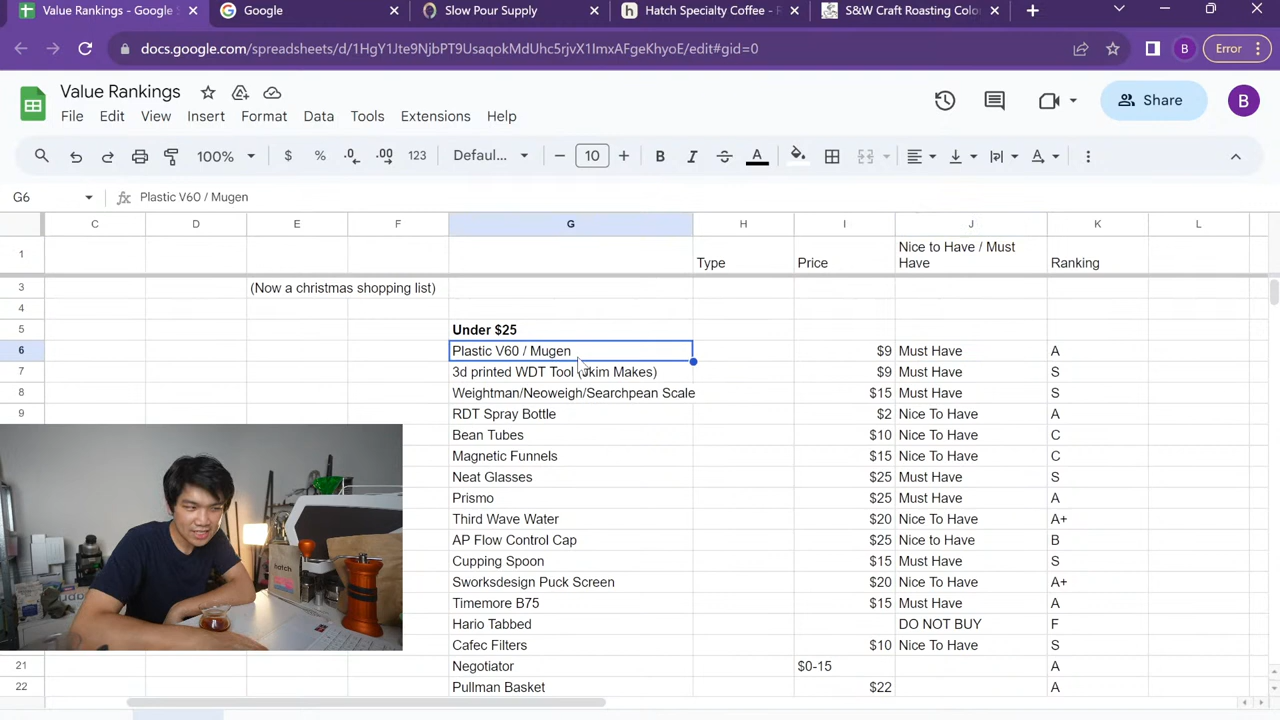 Value Rankings - Google S
Google
Slow Pour Supply
Hatch Specialty Coffee - F
S&W Craft Roasting Colo
docs.google.com/spreadsheets/d/1HgY1Jte9NjbPT9UsaqokMdUhc5rjvX1ImxAFgeKhyoE/edit#gid=0
B
Error
Value Rankings
File Edit View Insert Format Data Tools Extensions Help
Share
B
100%
$ % .0 .00 123
Defaul...
10
B I A
G6
Plastic V60 / Mugen
C D E F G H I J K L
1 Type Price Nice to Have / Must Have Ranking
3 (Now a christmas shopping list)
4
5 Under $25
6 Plastic V60 / Mugen $9 Must Have A
7 3d printed WDT Tool (Jkim Makes) $9 Must Have S
8 Weightman/Neoweigh/Searchpean Scale $15 Must Have S
9 RDT Spray Bottle $2 Nice To Have A
Bean Tubes $10 Nice To Have C
Magnetic Funnels $15 Nice To Have C
Neat Glasses $25 Must Have S
Prismo $25 Must Have A
Third Wave Water $20 Nice To Have A+
AP Flow Control Cap $25 Nice to Have B
Cupping Spoon $15 Must Have S
Sworksdesign Puck Screen $20 Nice To Have A+
Timemore B75 $15 Must Have A
Hario Tabbed DO NOT BUY F
Cafec Filters $10 Nice To Have S
21 Negotiator $0-15 A
22 Pullman Basket $22 A
hatch